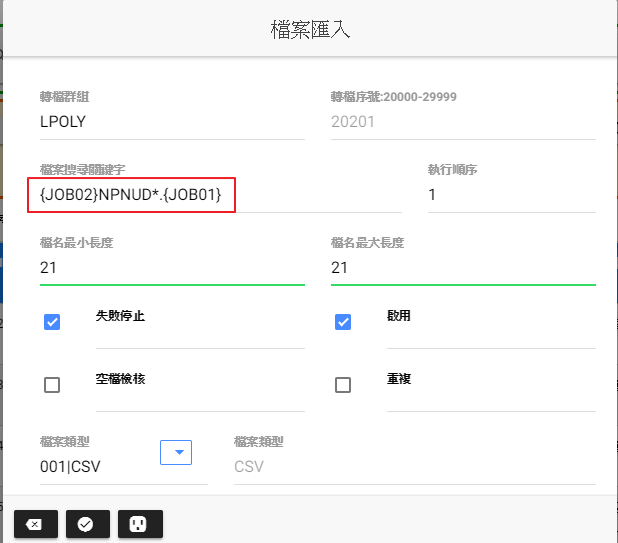 檔案匯入
轉檔群組
轉檔序號:20000-29999
LPOLY
20201
檔案搜尋關鍵字
執行順序
{JOB02}NPNUD*.{JOB01}
1
檔名最小長度
檔名最大長度
21
21
失敗停止
啟用
空檔檢核
重複
檔案類型
檔案類型
001|CSV
CSV